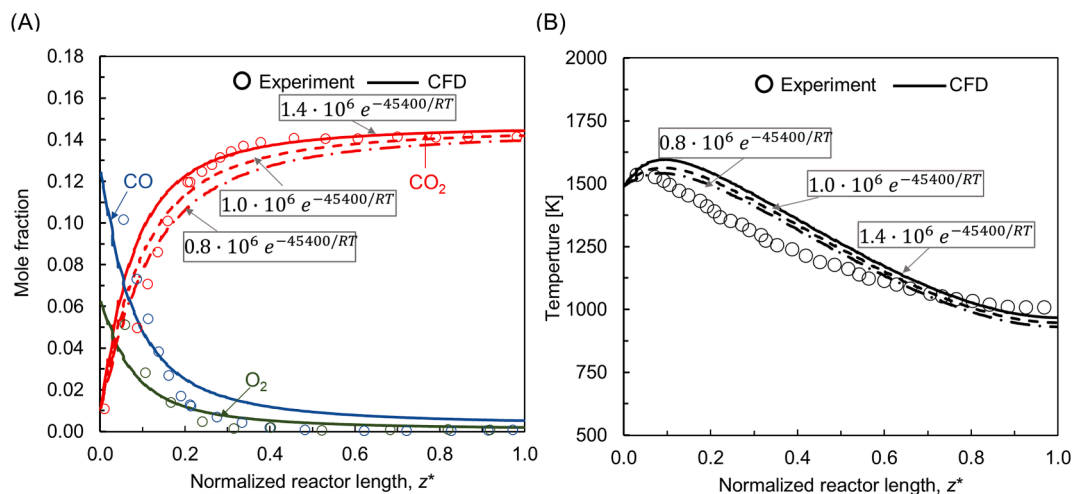 (A)
0.18
0.16
0.14
0.12
0.10
0.08
0.06
0.04
0.02
0.00
Mole fraction
Experiment CFD
1.4 · 10⁶ e^−45400/RT
CO
CO₂
1.0 · 10⁶ e^−45400/RT
0.8 · 10⁶ e^−45400/RT
O₂
0.0 0.2 0.4 0.6 0.8 1.0
Normalized reactor length, z*
(B)
2000
1750
1500
1250
1000
750
500
Temperture [K]
Experiment CFD
0.8 · 10⁶ e^−45400/RT
1.0 · 10⁶ e^−45400/RT
1.4 · 10⁶ e^−45400/RT
0.0 0.2 0.4 0.6 0.8 1.0
Normalized reactor length, z*